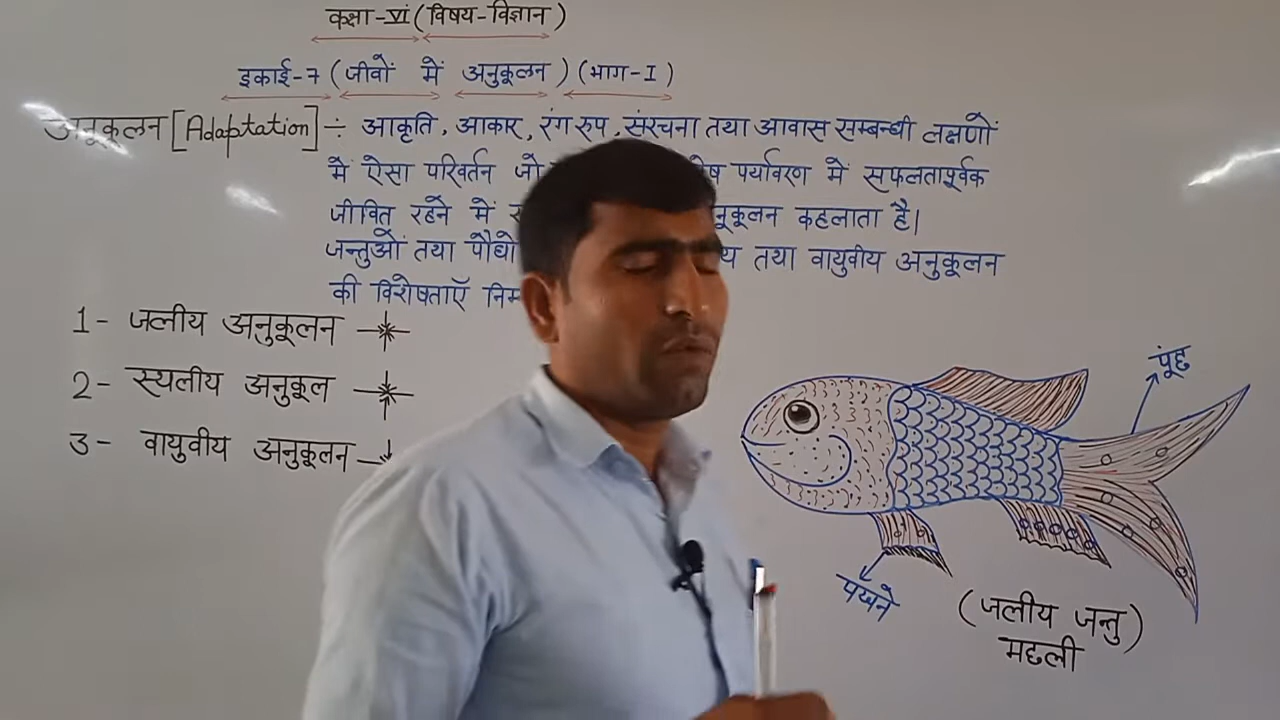 कक्षा-VI (विषय-विज्ञान)
इकाई-7 (जीवों में अनुकूलन) (भाग-I)
अनुकूलन [Adaptation] ÷ आकृति, आकार, रंग रुप, संरचना तथा आवास सम्बन्धी लक्षणों
में ऐसा परिवर्तन जो पर्यावरण में सफलतापूर्वक
जीवित रहने में कहलाता है।
जन्तुओं तथा तथा वायुवीय अनुकूलन
की विशेषताएँ
1- जलीय अनुकूलन
2- स्थलीय अनुकूल
3- वायुवीय अनुकूलन
पूंछ
पखने
(जलीय जन्तु)
मछली